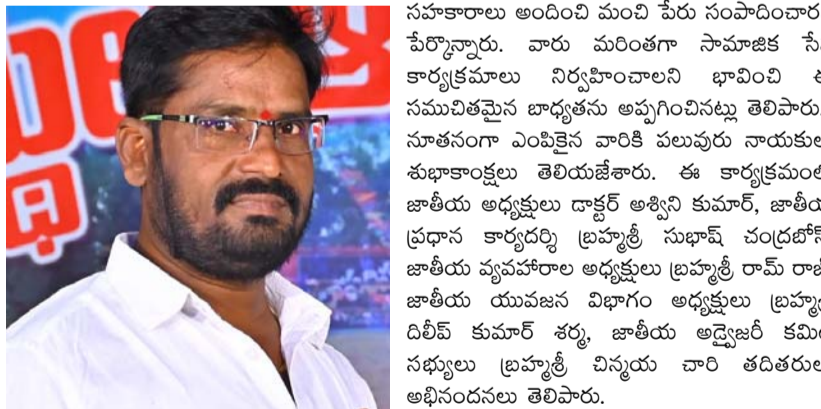 సహకారాలు అందించి మంచి పేరు సంపాదించార
పేర్కొన్నారు. వారు మరింతగా సామాజిక సే
కార్యక్రమాలు నిర్వహించాలని భావించి ఈ
సముచితమైన బాధ్యతను అప్పగించినట్లు తెలిపారు.
నూతనంగా ఎంపికైన వారికి పలువురు నాయకుల
శుభాకాంక్షలు తెలియజేశారు. ఈ కార్యక్రమంల
జాతీయ అధ్యక్షులు డాక్టర్ అశ్విని కుమార్, జాతీయ
ప్రధాన కార్యదర్శి బ్రహ్మశ్రీ సుభాష్ చంద్రబోస్
జాతీయ వ్యవహారాల అధ్యక్షులు బ్రహ్మశ్రీ రామ్ రాజ్
జాతీయ యువజన విభాగం అధ్యక్షులు బ్రహ్మశ్ర
దిలీప్ కుమార్ శర్మ, జాతీయ అడ్వైజరీ కమిట
సభ్యులు బ్రహ్మశ్రీ చిన్మయ చారి తదితరుల
అభినందనలు తెలిపారు.